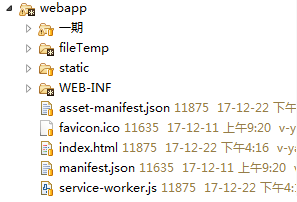 webapp
一期
fileTemp
static
WEB-INF
asset-manifest.json 11875 17-12-22 下
favicon.ico 11635 17-12-11 上午9:20 v-y
index.html 11875 17-12-22 下午4:16 v-ya
manifest.json 11635 17-12-11 上午9:20
service-worker.js 11875 17-12-22 下午4: